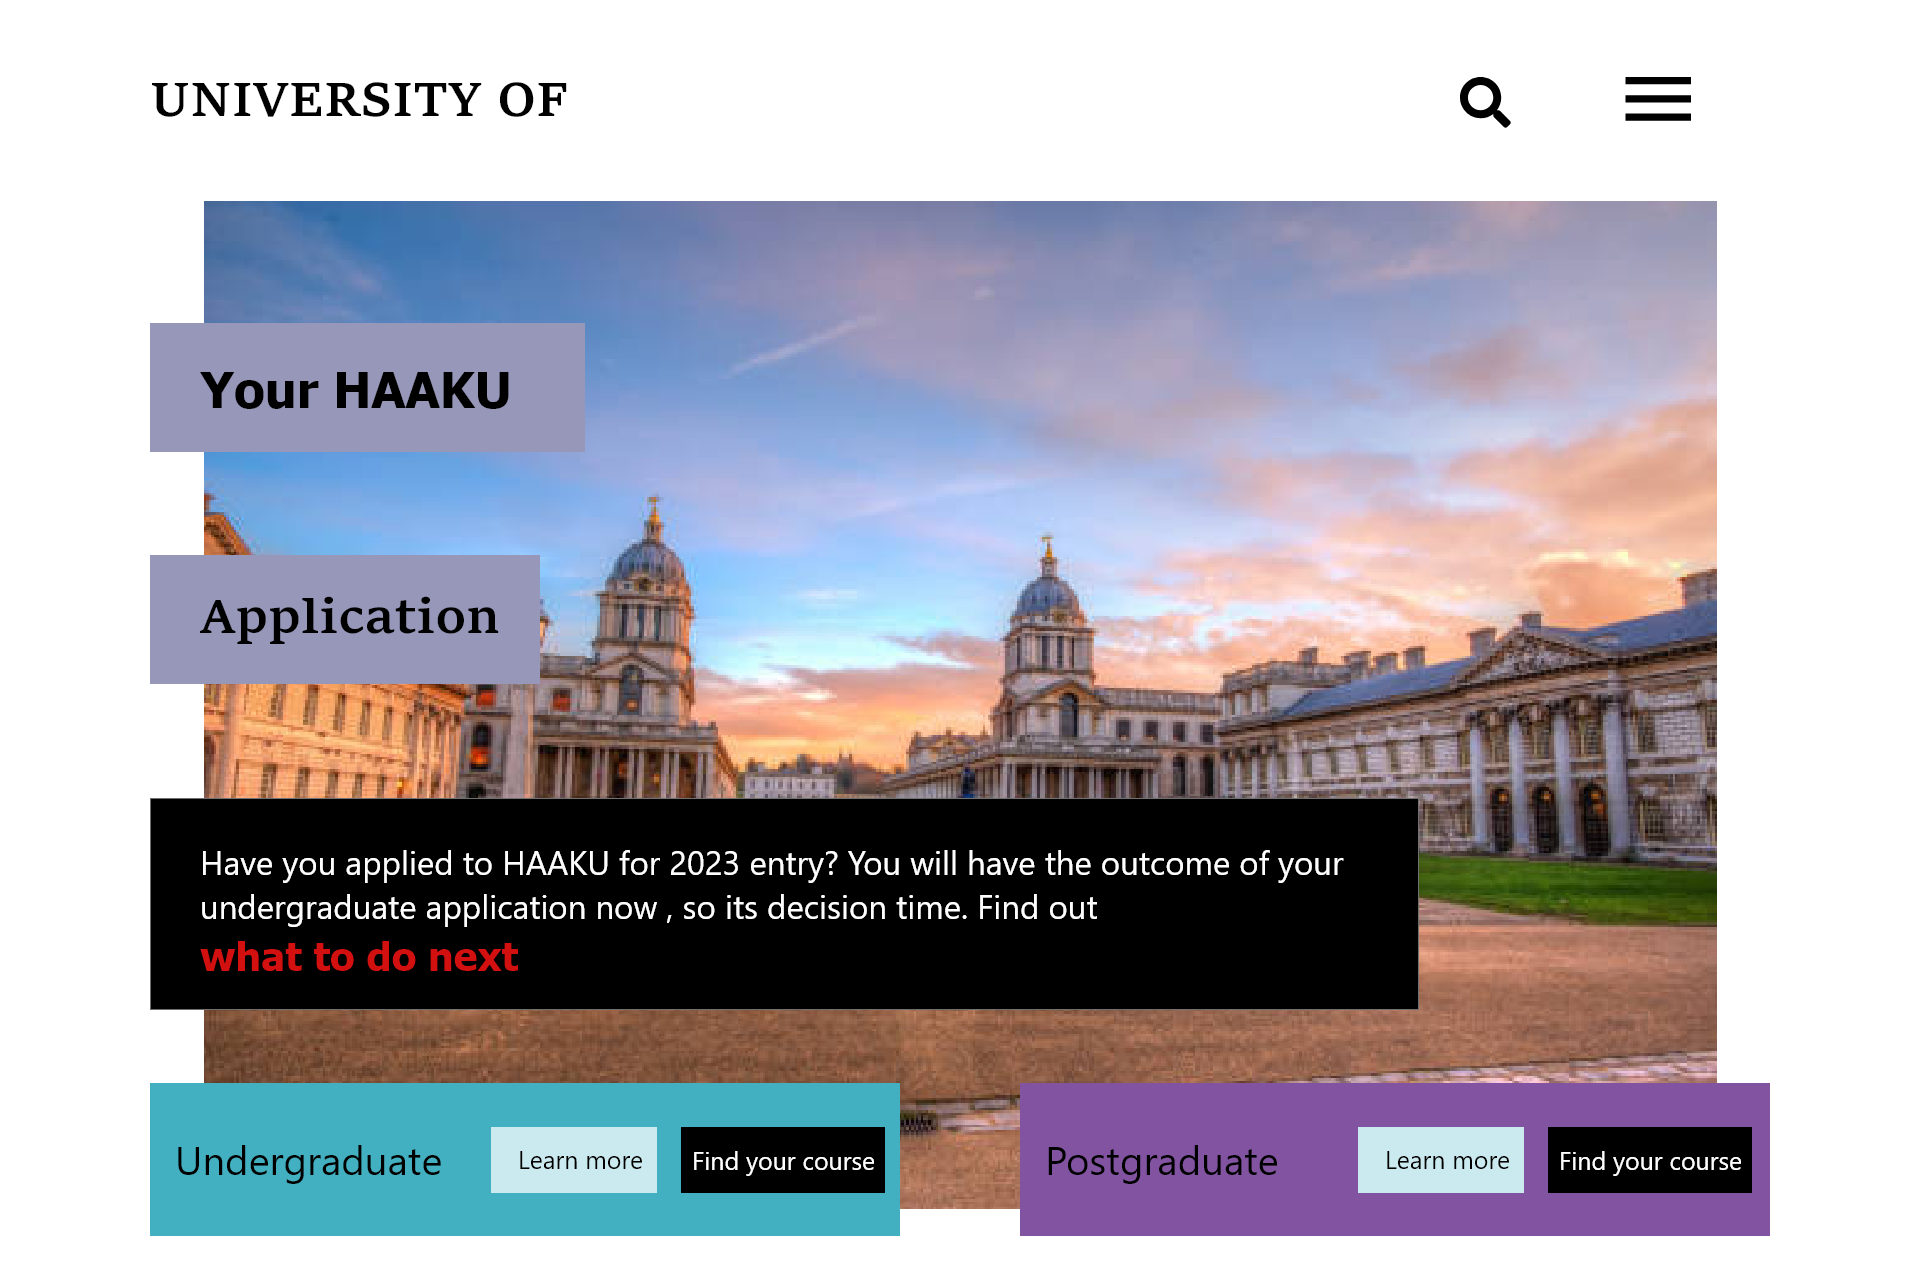 UNIVERSITY OF
Your HAAKU
Application
Have you applied to HAAKU for 2023 entry? You will have the outcome of your
undergraduate application now , so its decision time. Find out
what to do next
Undergraduate
Learn more
Find your course
Postgraduate
Learn more
Find your course